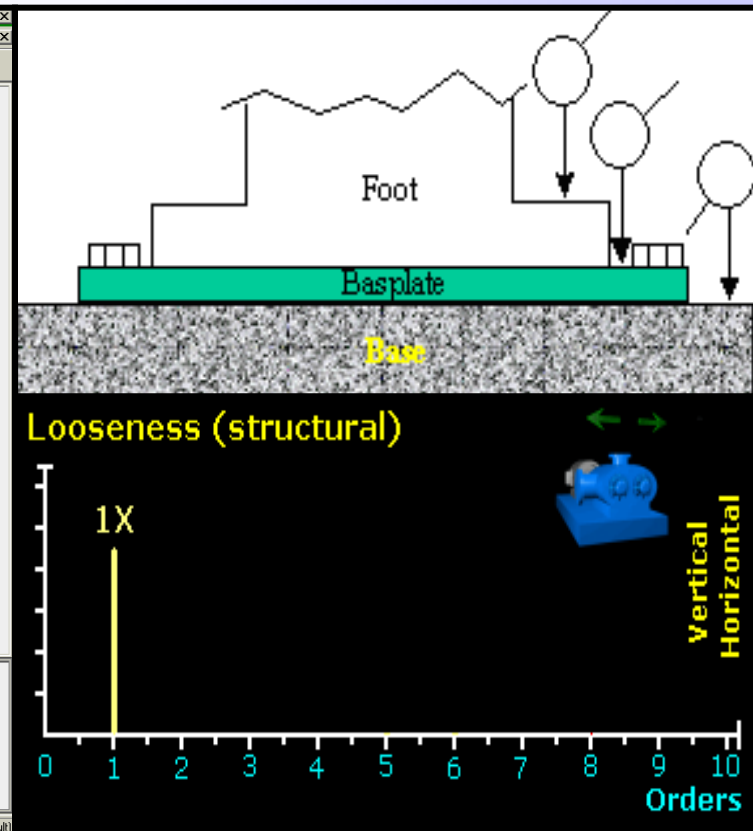 Foot
Basplate
Base
Looseness (structural)
1X
Vertical
Horizontal
0 1 2 3 4 5 6 7 8 9 10
Orders